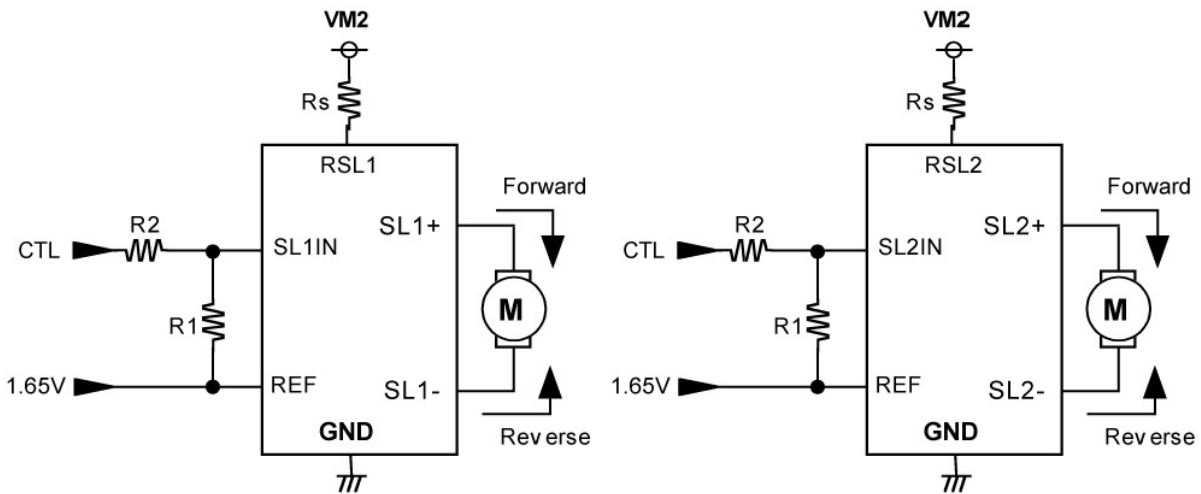 VM2
Rs
RSL1
Forward
R2
SL1+
CTL
SL1IN
M
R1
1.65V
REF
SL1-
GND
Reverse
VM2
Rs
RSL2
Forward
R2
SL2+
CTL
SL2IN
M
R1
1.65V
REF
SL2-
GND
Reverse